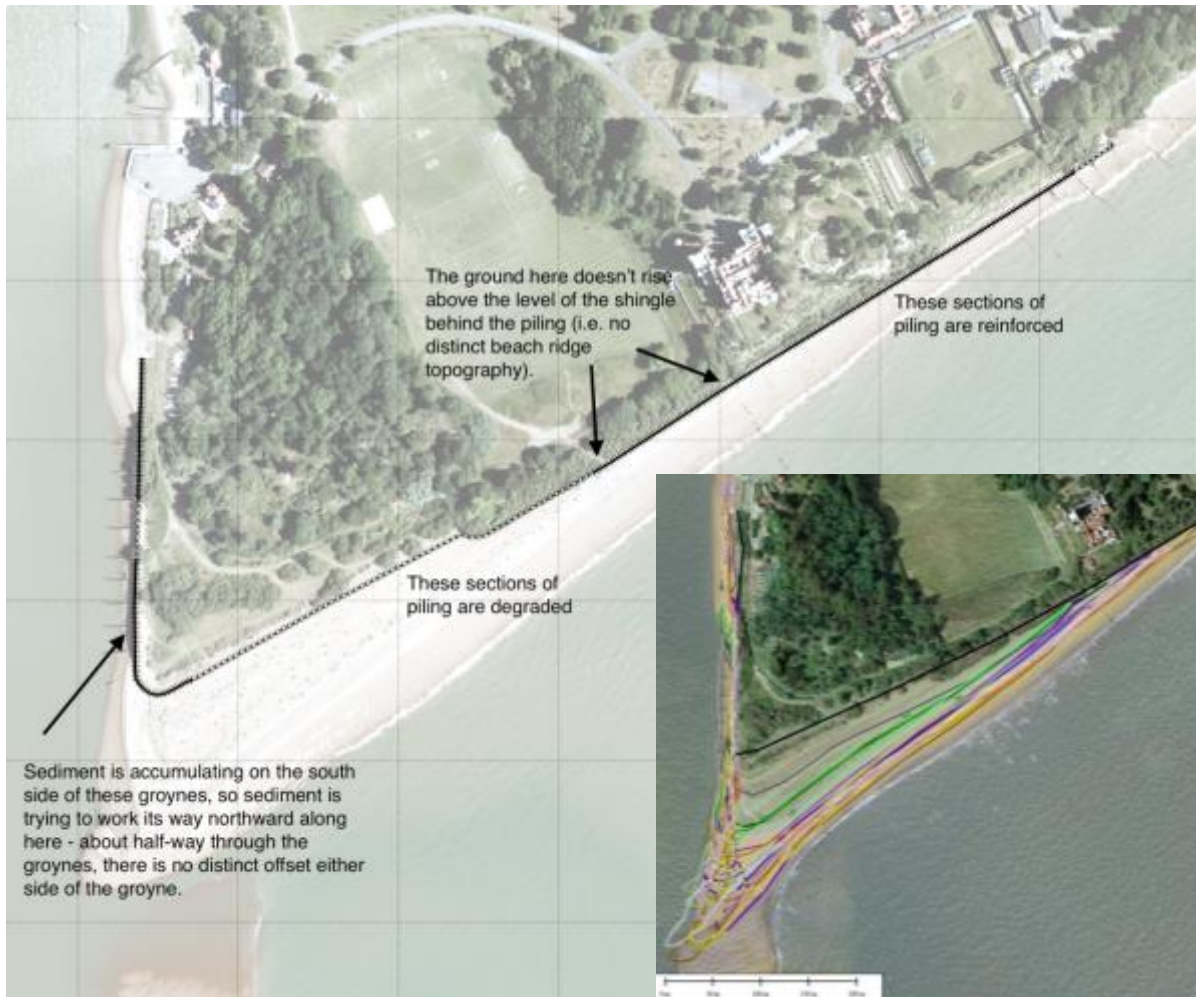 The ground here doesn't rise
above the level of the shingle
behind the piling (i.e. no
distinct beach ridge
topography).
These sections of
piling are reinforced
These sections of
piling are degraded
Sediment is accumulating on the south
side of these groynes, so sediment is
trying to work its way northward along
here - about half-way through the
groynes, there is no distinct offset either
side of the groyne.